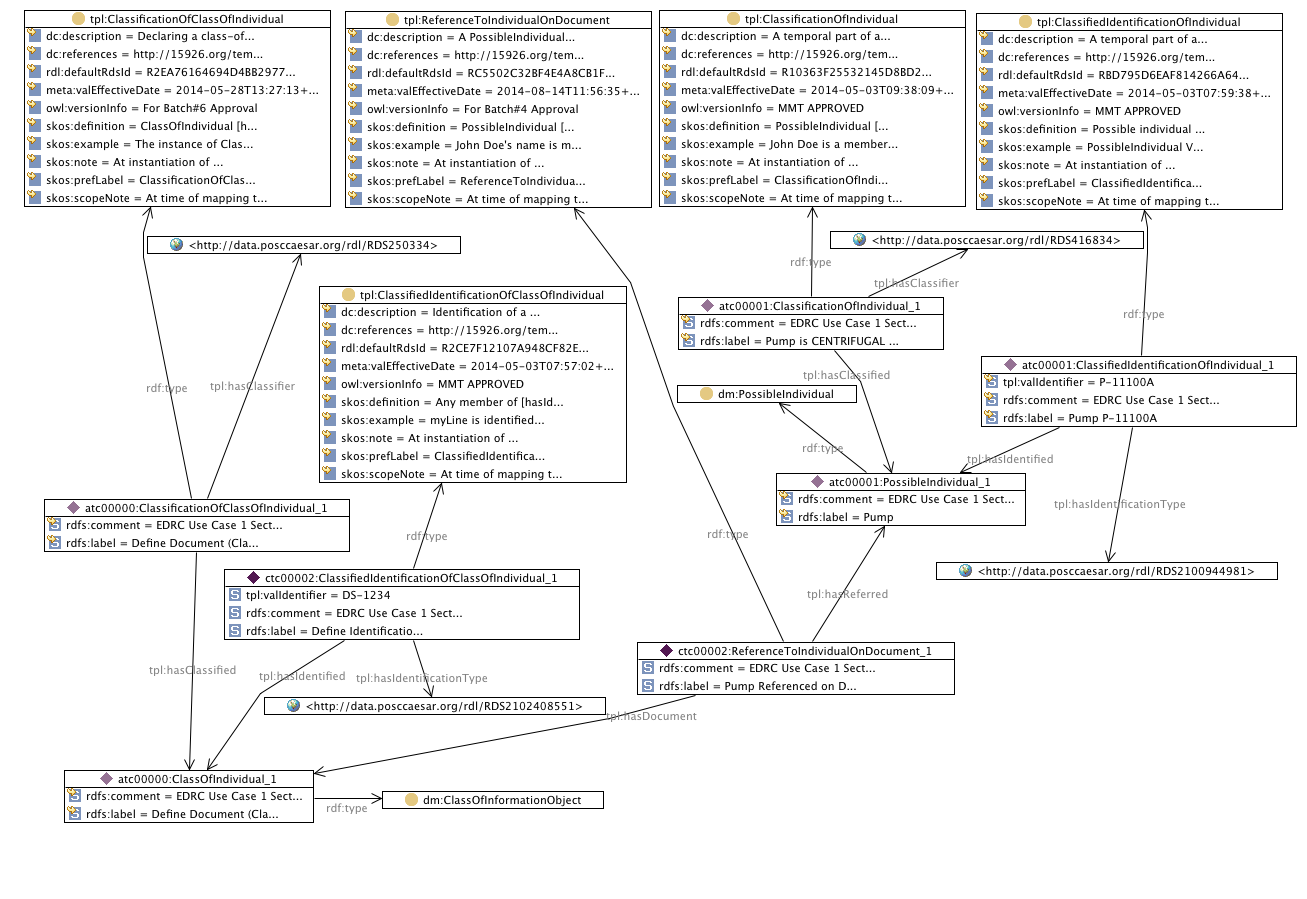 tpl:ClassificationOfClassOfIndividual
dc:description = Declaring a class-of...
dc:references = http://15926.org/tem...
rdl:defaultRdsId = R2EA76164694D4BB2977...
meta:valEffectiveDate = 2014-05-28T13:27:13+...
owl:versionInfo = For Batch#6 Approval
skos:definition = ClassOfIndividual [h...
skos:example = The instance of Clas...
skos:note = At instantiation of ...
skos:prefLabel = ClassificationOfClas...
skos:scopeNote = At time of mapping t...
tpl:ReferenceToIndividualOnDocument
dc:description = A PossibleIndividual...
dc:references = http://15926.org/tem...
rdl:defaultRdsId = RC5502C32BF4E4A8CB1F...
meta:valEffectiveDate = 2014-08-14T11:56:35+...
owl:versionInfo = For Batch#4 Approval
skos:definition = PossibleIndividual [...
skos:example = John Doe's name is m...
skos:note = At instantiation of ...
skos:prefLabel = ReferenceToIndividua...
skos:scopeNote = At time of mapping t...
tpl:ClassificationOfIndividual
dc:description = A temporal part of a...
dc:references = http://15926.org/tem...
rdl:defaultRdsId = R10363F25532145D8BD2...
meta:valEffectiveDate = 2014-05-03T09:38:09+...
owl:versionInfo = MMT APPROVED
skos:definition = PossibleIndividual [...
skos:example = John Doe is a member...
skos:note = At instantiation of ...
skos:prefLabel = ClassificationOfIndi...
skos:scopeNote = At time of mapping t...
tpl:ClassifiedIdentificationOfIndividual
dc:description = A temporal part of a...
dc:references = http://15926.org/tem...
rdl:defaultRdsId = RBD795D6EAF814266A64...
meta:valEffectiveDate = 2014-05-03T07:59:38+...
owl:versionInfo = MMT APPROVED
skos:definition = Possible individual ...
skos:example = PossibleIndividual V...
skos:note = At instantiation of ...
skos:prefLabel = ClassifiedIdentifica...
skos:scopeNote = At time of mapping t...
<http://data.posccaesar.org/rdl/RDS250334>
<http://data.posccaesar.org/rdl/RDS416834>
rdf:type
tpl:hasClassifier
tpl:ClassifiedIdentificationOfClassOfIndividual
dc:description = Identification of a ...
dc:references = http://15926.org/tem...
rdl:defaultRdsId = R2CE7F12107A948CF82E...
meta:valEffectiveDate = 2014-05-03T07:57:02+...
owl:versionInfo = MMT APPROVED
skos:definition = Any member of [hasId...
skos:example = myLine is identified...
skos:note = At instantiation of ...
skos:prefLabel = ClassifiedIdentifica...
skos:scopeNote = At time of mapping t...
atc00001:ClassificationOfIndividual_1
rdfs:comment = EDRC Use Case 1 Sect...
rdfs:label = Pump is CENTRIFUGAL ...
rdf:type
tpl:hasClassified
atc00001:ClassifiedIdentificationOfIndividual_1
tpl:valIdentifier = P-11100A
rdfs:comment = EDRC Use Case 1 Sect...
rdfs:label = Pump P-11100A
rdf:type
tpl:hasClassifier
dm:PossibleIndividual
rdf:type
tpl:hasIdentified
atc00001:PossibleIndividual_1
rdfs:comment = EDRC Use Case 1 Sect...
rdfs:label = Pump
tpl:hasIdentificationType
atc00000:ClassificationOfClassOfIndividual_1
rdfs:comment = EDRC Use Case 1 Sect...
rdfs:label = Define Document (Cla...
rdf:type
rdf:type
<http://data.posccaesar.org/rdl/RDS2100944981>
ctc00002:ClassifiedIdentificationOfClassOfIndividual_1
tpl:valIdentifier = DS-1234
rdfs:comment = EDRC Use Case 1 Sect...
rdfs:label = Define Identificatio...
tpl:hasReferred
ctc00002:ReferenceToIndividualOnDocument_1
rdfs:comment = EDRC Use Case 1 Sect...
rdfs:label = Pump Referenced on D...
tpl:hasClassified
tpl:hasIdentified
tpl:hasIdentificationType
<http://data.posccaesar.org/rdl/RDS2102408551>
tpl:hasDocument
atc00000:ClassOfIndividual_1
rdfs:comment = EDRC Use Case 1 Sect...
rdfs:label = Define Document (Cla...
rdf:type
dm:ClassOfInformationObject